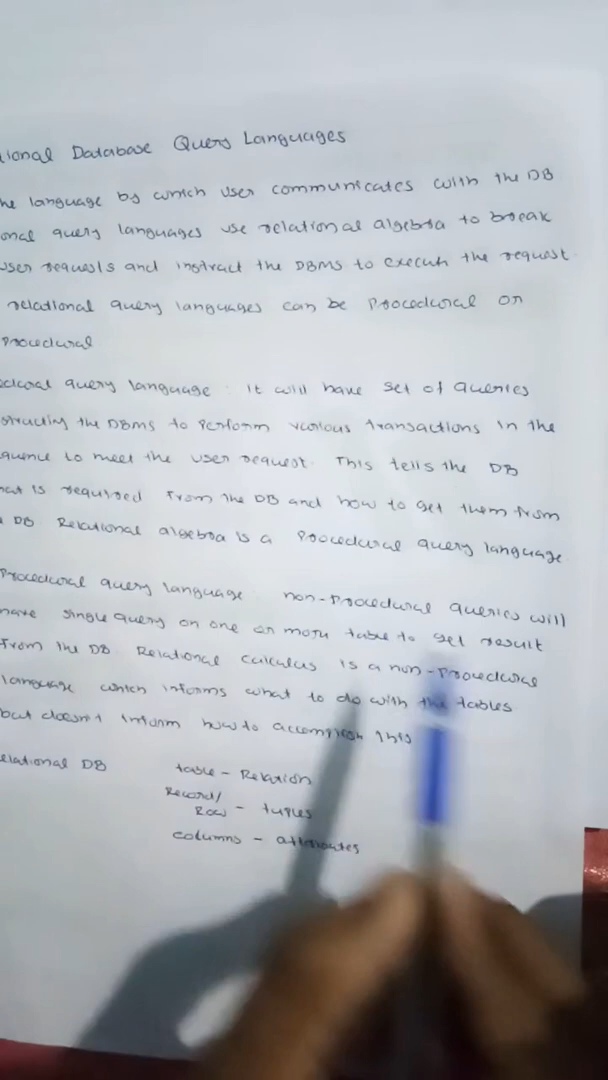 ional Database Query Languages
he language by which user communicates with the DB
onal query languages use relational algebra to break
user requests and instruct the DBMS to execute the request
relational query languages can be Procedural or
Procedural
edural query language : it will have set of queries
structing the DBMS to Perform various transactions in the
quence to meet the user request. This tells the DB
hat is required from the DB and how to get them from
DB Relational algebra is a Procedural query language
Procedural query language : non-Procedural queries will
have single query on one or more table to get result
From the DB. Relational calculus is a non-Procedural
language which informs what to do with the tables
but doesn't inform how to accomplish this
elational DB table - Relation
Record/
Row - tuples
columns - attributes